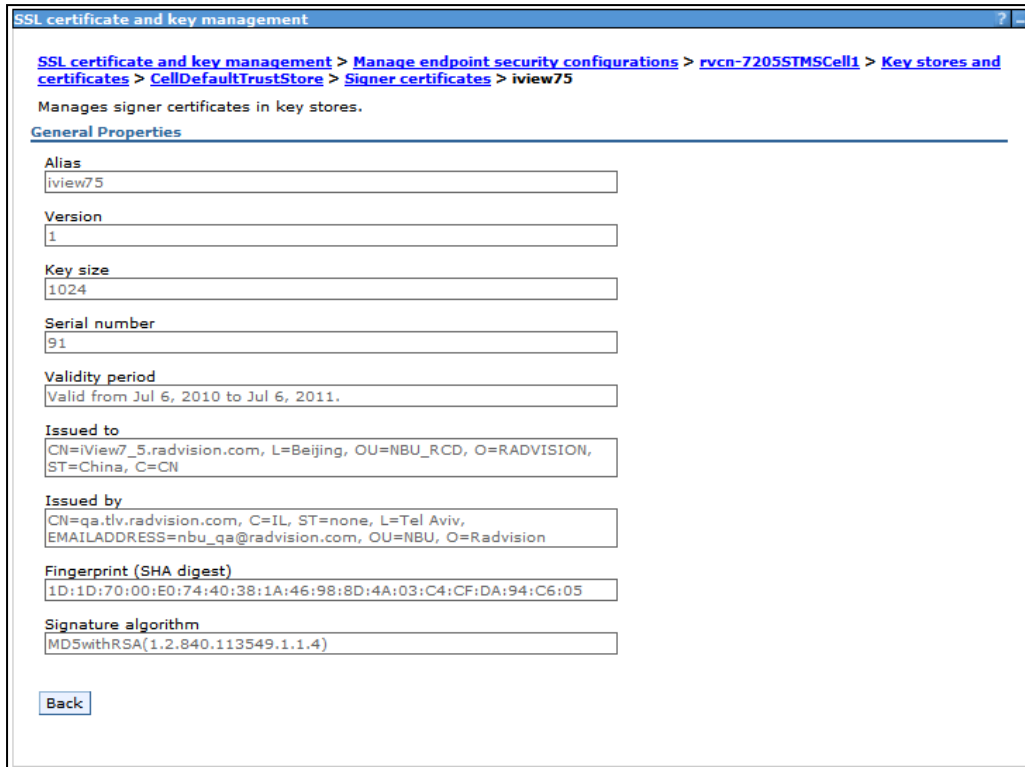 SSL certificate and key management ? –
SSL certificate and key management > Manage endpoint security configurations > rvcn-7205STMSCell1 > Key stores and
certificates > CellDefaultTrustStore > Signer certificates > iview75
Manages signer certificates in key stores.
General Properties
Alias
iview75
Version
1
Key size
1024
Serial number
91
Validity period
Valid from Jul 6, 2010 to Jul 6, 2011.
Issued to
CN=iView7_5.radvision.com, L=Beijing, OU=NBU_RCD, O=RADVISION,
ST=China, C=CN
Issued by
CN=qa.tlv.radvision.com, C=IL, ST=none, L=Tel Aviv,
EMAILADDRESS=nbu_qa@radvision.com, OU=NBU, O=Radvision
Fingerprint (SHA digest)
1D:1D:70:00:E0:74:40:38:1A:46:98:8D:4A:03:C4:CF:DA:94:C6:05
Signature algorithm
MD5withRSA(1.2.840.113549.1.1.4)
Back